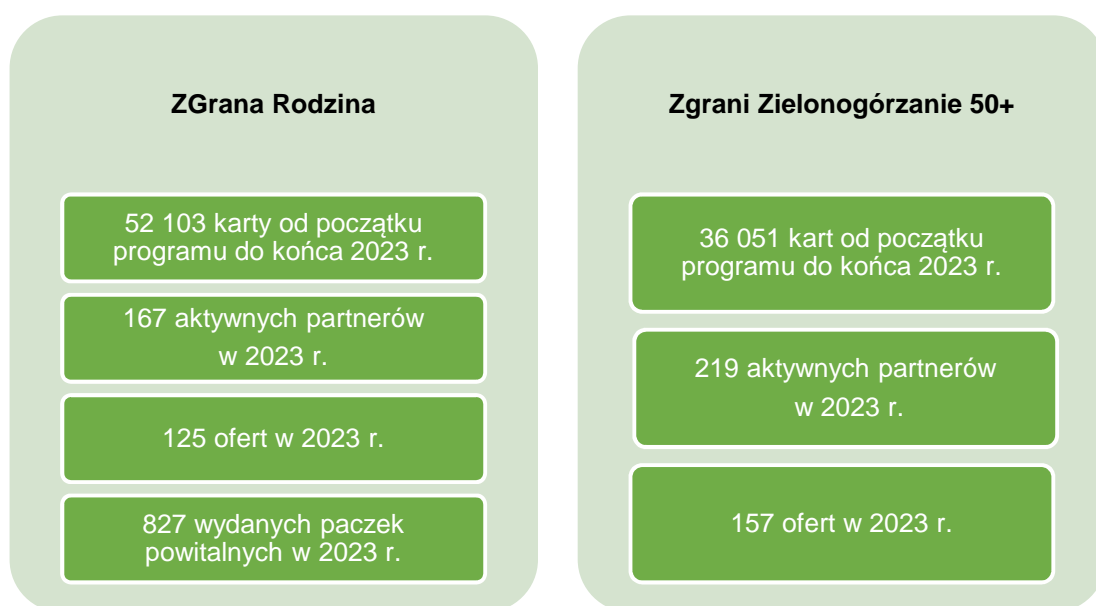 ZGrana Rodzina
52 103 karty od początku
programu do końca 2023 r.
167 aktywnych partnerów
w 2023 r.
125 ofert w 2023 r.
827 wydanych paczek
powitalnych w 2023 r.
Zgrani Zielonogórzanie 50+
36 051 kart od początku
programu do końca 2023 r.
219 aktywnych partnerów
w 2023 r.
157 ofert w 2023 r.